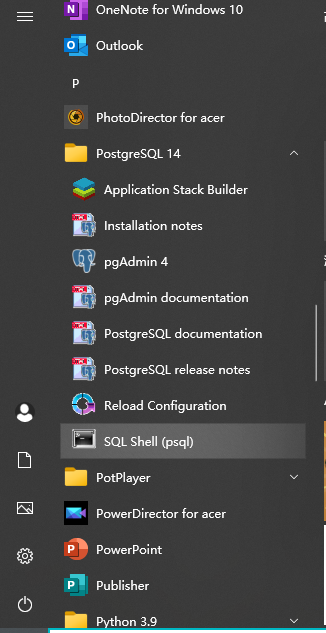 OneNote for Windows 10
Outlook
P
PhotoDirector for acer
PostgreSQL 14
Application Stack Builder
Installation notes
pgAdmin 4
pgAdmin documentation
PostgreSQL documentation
PostgreSQL release notes
Reload Configuration
SQL Shell (psql)
PotPlayer
PowerDirector for acer
PowerPoint
Publisher
Python 3.9